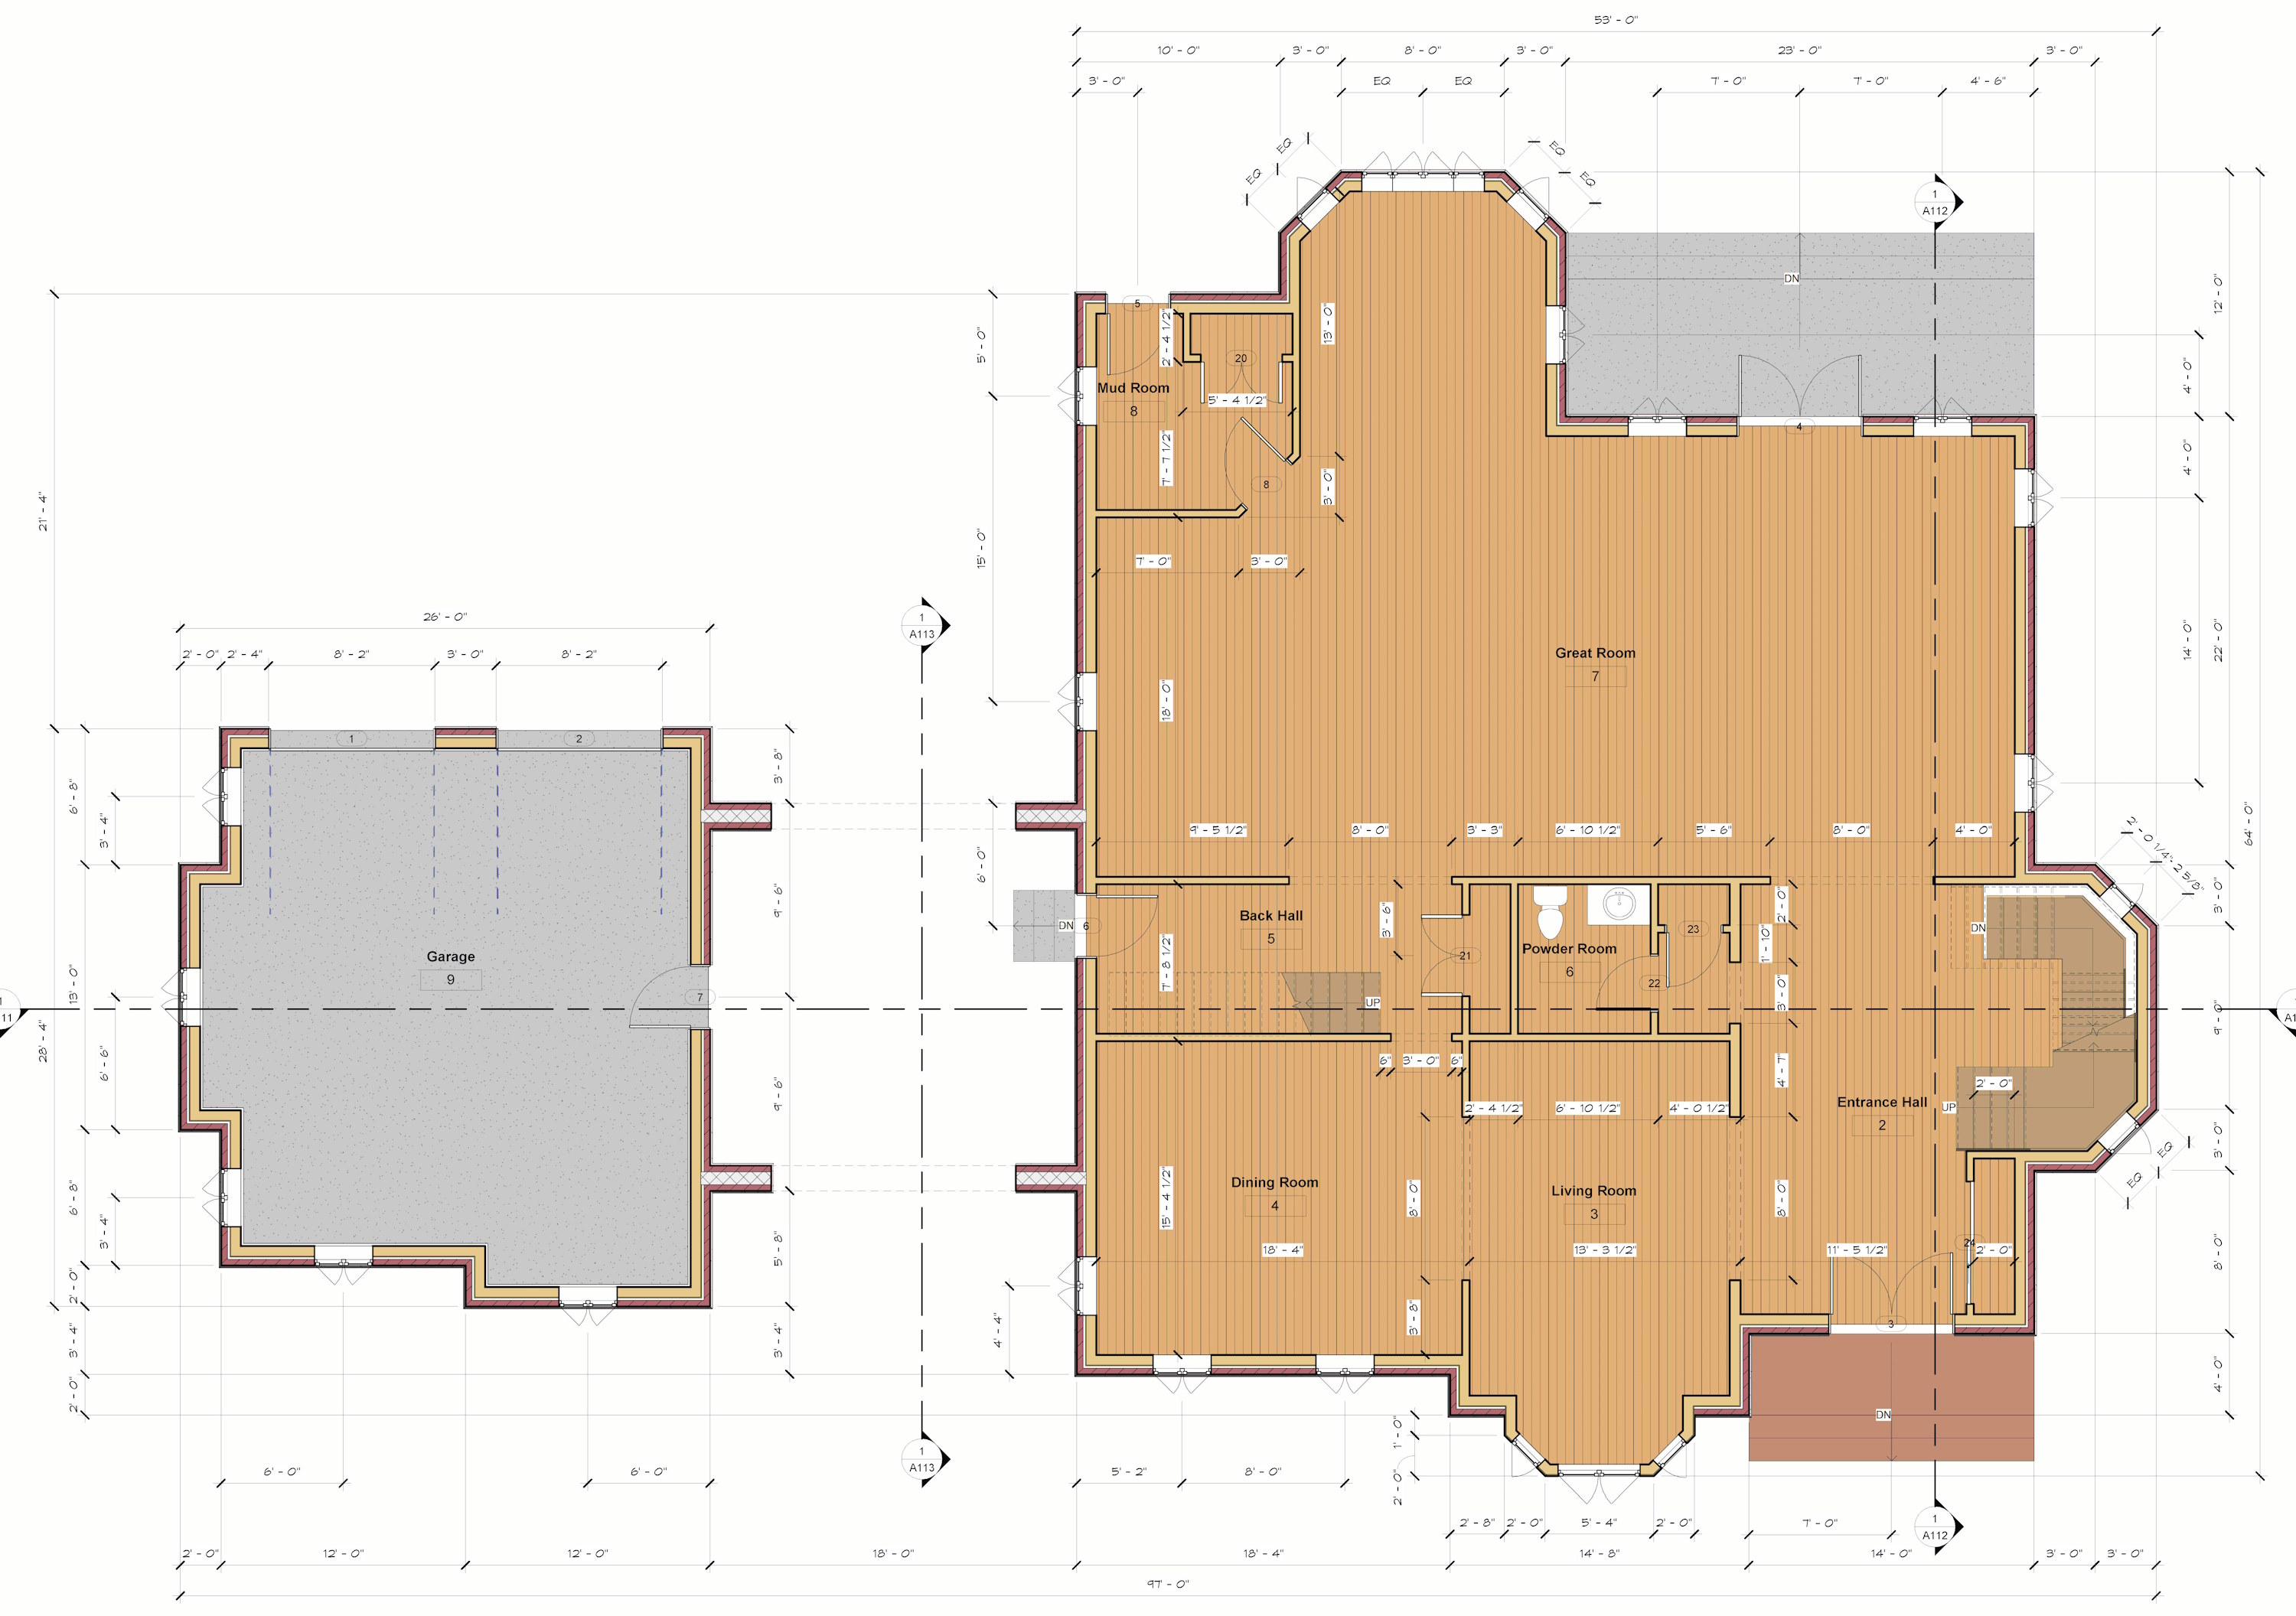 53' - 0"
10' - 0" 3' - 0" 8' - 0" 3' - 0" 23' - 0" 3' - 0"
3' - 0" EQ EQ 7' - 0" 7' - 0" 4' - 6"
EQ EQ
EQ EQ
1
A112
DN
12' - 0"
5
2' - 4 1/2"
13' - 0"
5' - 0"
20
4' - 0"
Mud Room
8
5' - 4 1/2"
4
7' - 7 1/2"
8
3' - 0"
4' - 0"
21' - 4"
15' - 0"
7' - 0" 3' - 0"
26' - 0"
1
A113
2' - 0" 2' - 4" 8' - 2" 3' - 0" 8' - 2"
Great Room
7
14' - 0"
22' - 0"
18' - 0"
1 2
6' - 8"
3' - 4"
3' - 8"
64' - 0"
9' - 5 1/2" 8' - 0" 3' - 3" 6' - 10 1/2" 5' - 6" 8' - 0" 4' - 0"
2' - 0 1/4"
2 5/8"
6' - 0"
9' - 6"
2' - 0"
3' - 0"
Back Hall
5
DN 6
3' - 6"
23
DN
Powder Room
6
21
1' - 10"
Garage
9
7' - 8 1/2"
22
7
13' - 0"
UP
3' - 0"
9' - 0"
1
11
28' - 4"
6' - 6"
6" 3' - 0" 6"
4' - 7"
9' - 6"
2' - 0"
Entrance Hall
2
UP
2' - 4 1/2" 6' - 10 1/2" 4' - 0 1/2"
3' - 0"
EQ
EQ
Dining Room
4
Living Room
3
6' - 8"
3' - 4"
15' - 4 1/2"
8' - 0"
8' - 0"
8' - 0"
5' - 8"
18' - 4" 13' - 3 1/2" 11' - 5 1/2" 24 2' - 0"
2' - 0"
3' - 8"
3
3' - 4"
3' - 4"
4' - 4"
4' - 0"
2' - 0"
DN
1' - 0"
2' - 0"
1
A113
6' - 0" 6' - 0" 5' - 2" 8' - 0"
2' - 8" 2' - 0" 5' - 4" 2' - 0" 7' - 0"
1
A112
2' - 0" 12' - 0" 12' - 0" 18' - 0" 18' - 4" 14' - 8" 14' - 0" 3' - 0" 3' - 0"
97' - 0"